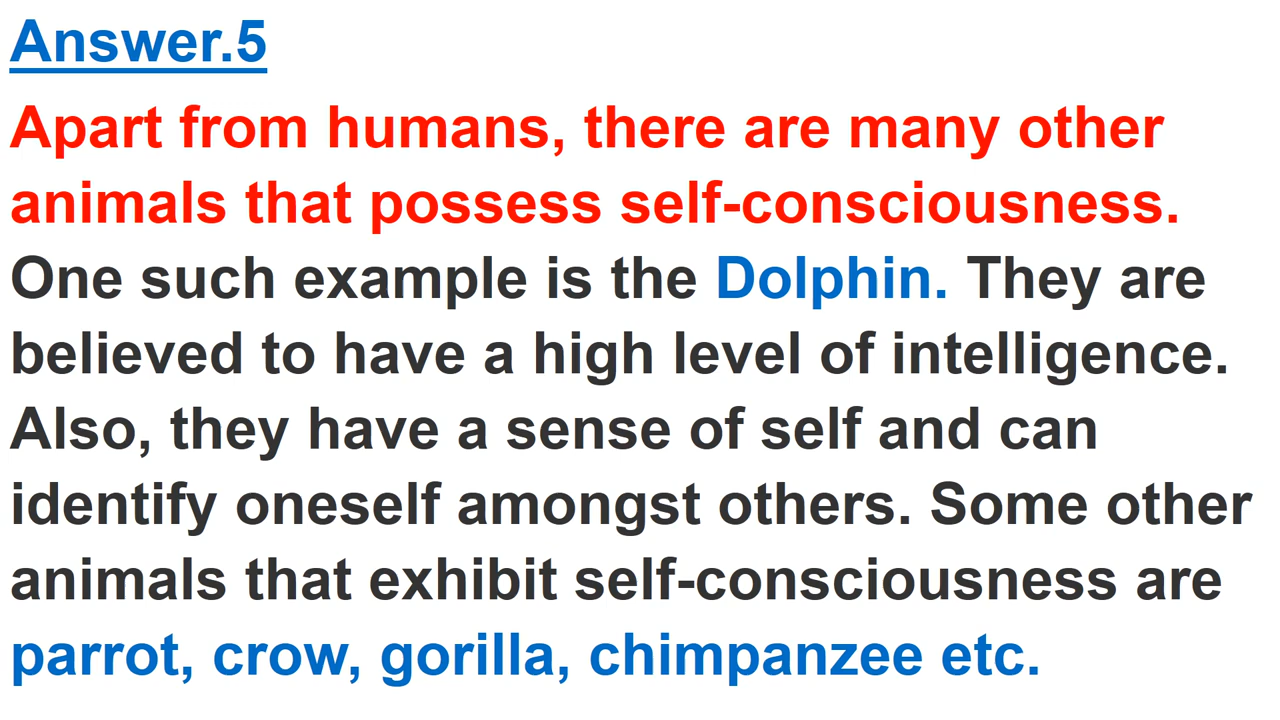 Answer.5
Apart from humans, there are many other
animals that possess self-consciousness.
One such example is the Dolphin. They are
believed to have a high level of intelligence.
Also, they have a sense of self and can
identify oneself amongst others. Some other
animals that exhibit self-consciousness are
parrot, crow, gorilla, chimpanzee etc.